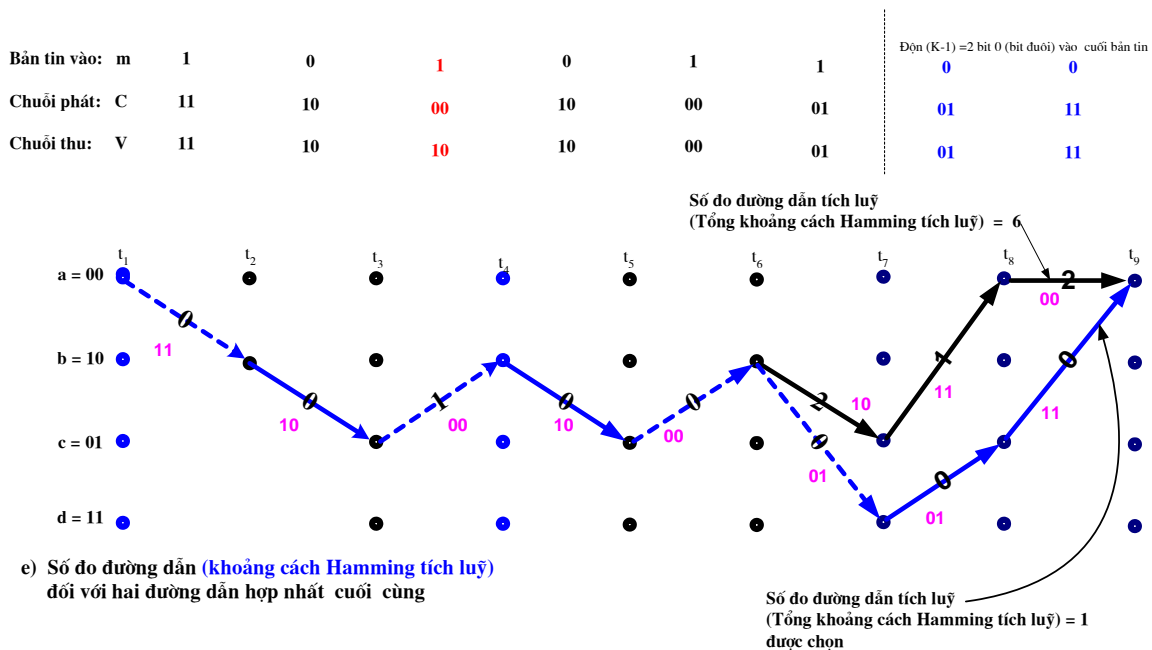 Độn (K-1) =2 bit 0 (bit đuôi) vào cuối bản tin
Bản tin vào: m 1 0 1 0 1 1 0 0
Chuỗi phát: C 11 10 00 10 00 01 01 11
Chuỗi thu: V 11 10 10 10 00 01 01 11
Số đo đường dẫn tích luỹ
(Tổng khoảng cách Hamming tích luỹ) = 6
t1 t2 t3 t4 t5 t6 t7 t8 t9
a = 00
2
00
0
11
b = 10
0
10
1
00
0
10
0
00
2
10
1
11
0
11
c = 01
0
01
0
01
d = 11
e) Số đo đường dẫn (khoảng cách Hamming tích luỹ)
đối với hai đường dẫn hợp nhất cuối cùng
Số đo đường dẫn tích luỹ
(Tổng khoảng cách Hamming tích luỹ) = 1
được chọn